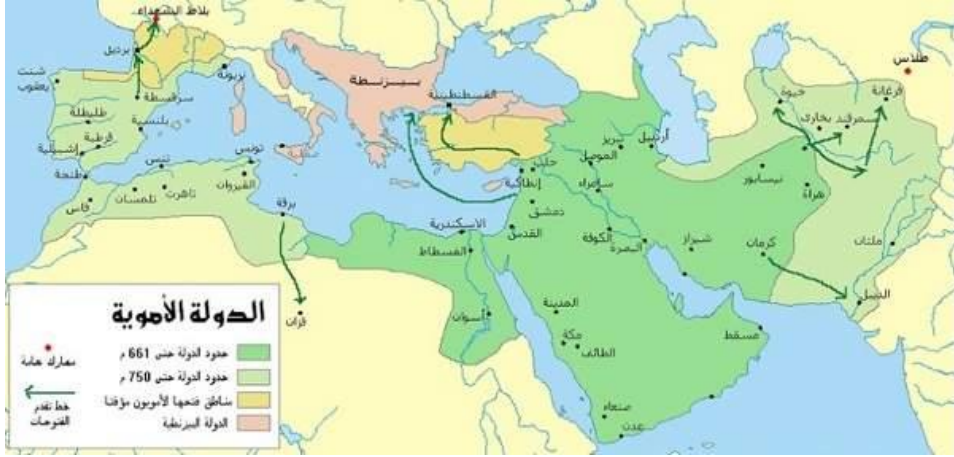 بلاط الشهداء
برديل
شنت
يعقوب
سرقسطة
بلنسية
طليطلة
قرطبة
إشبيلية
طنجة
فاس
تلمسان
تاهرت
تنس
تونس
القيروان
برقة
بيزنطة
القسطنطينية
الاسكندرية
الفسطاط
أسوان
حلب
إنطاكية
دمشق
القدس
الموصل
تبريز
أردبيل
سامراء
الكوفة
البصرة
شيراز
كرمان
نيسابور
هراة
خيوة
سمرقند
بخارى
فرغانة
طلاس
ملتان
الديبل
المدينة
مكة
الطائف
صنعاء
عدن
مسقط
الدولة الأموية
حدود الدولة حتى 661 م
حدود الدولة حتى 750 م
مناطق فتحها الأمويون مؤقتا
الدولة البيزنطية
معارك هامة
خط تقدم
الفتوحات